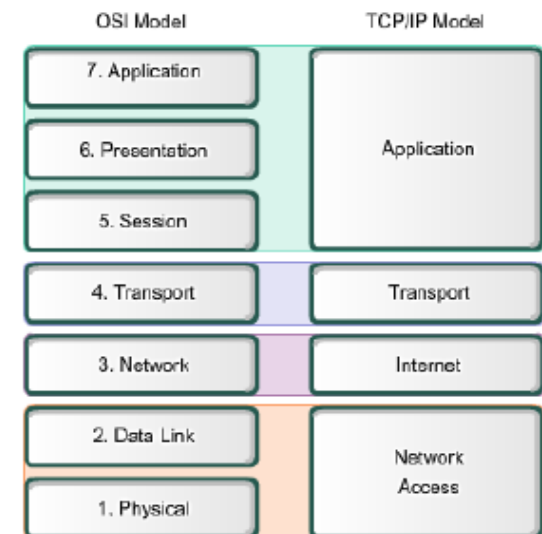 OSI Model
TCP/IP Model
7. Application
6. Presentation
5. Session
Application
4. Transport
Transport
3. Network
Internet
2. Data Link
1. Physical
Network
Access